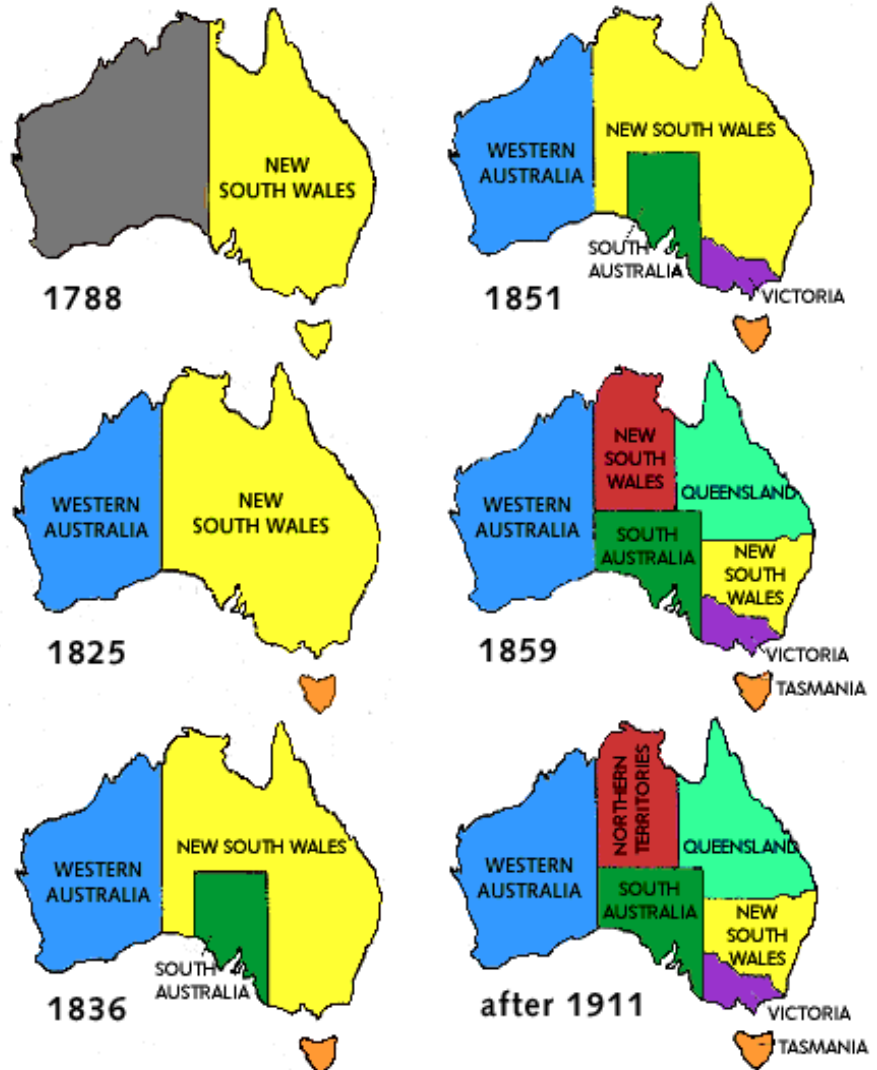 NEW
SOUTH WALES
1788
WESTERN
AUSTRALIA
NEW
SOUTH WALES
1825
NEW SOUTH WALES
WESTERN
AUSTRALIA
SOUTH
AUSTRALIA
1836
NEW SOUTH WALES
WESTERN
AUSTRALIA
SOUTH
AUSTRALIA
VICTORIA
1851
NEW
SOUTH
WALES
QUEENSLAND
WESTERN
AUSTRALIA
SOUTH
AUSTRALIA
NEW
SOUTH
WALES
VICTORIA
TASMANIA
1859
NORTHERN
TERRITORIES
QUEENSLAND
WESTERN
AUSTRALIA
SOUTH
AUSTRALIA
NEW
SOUTH
WALES
VICTORIA
TASMANIA
after 1911